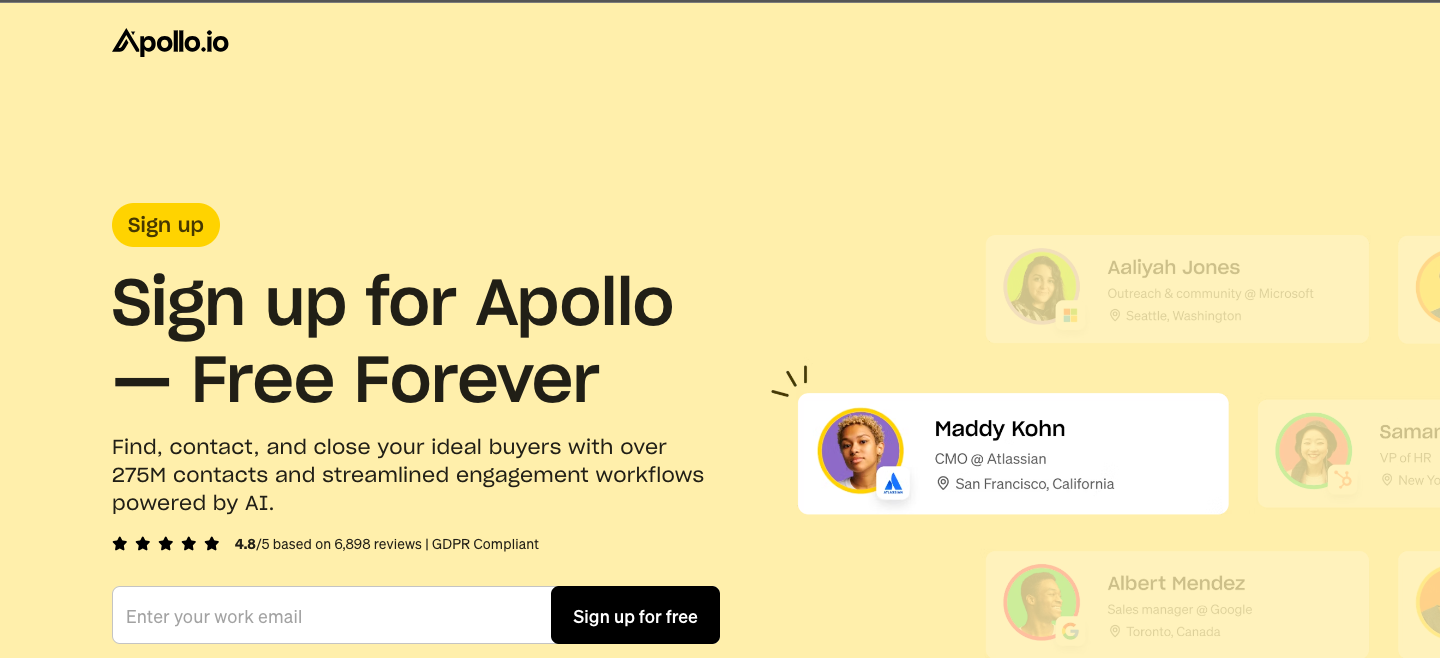 Apollo.io
Sign up
Sign up for Apollo
— Free Forever
Find, contact, and close your ideal buyers with over
275M contacts and streamlined engagement workflows
powered by AI.
4.8/5 based on 6,898 reviews | GDPR Compliant
Enter your work email
Sign up for free
Aaliyah Jones
Outreach & community @ Microsoft
Seattle, Washington
Maddy Kohn
CMO @ Atlassian
San Francisco, California
ATLASSIAN
VP of HR
Albert Mendez
Sales manager @ Google
Toronto, Canada